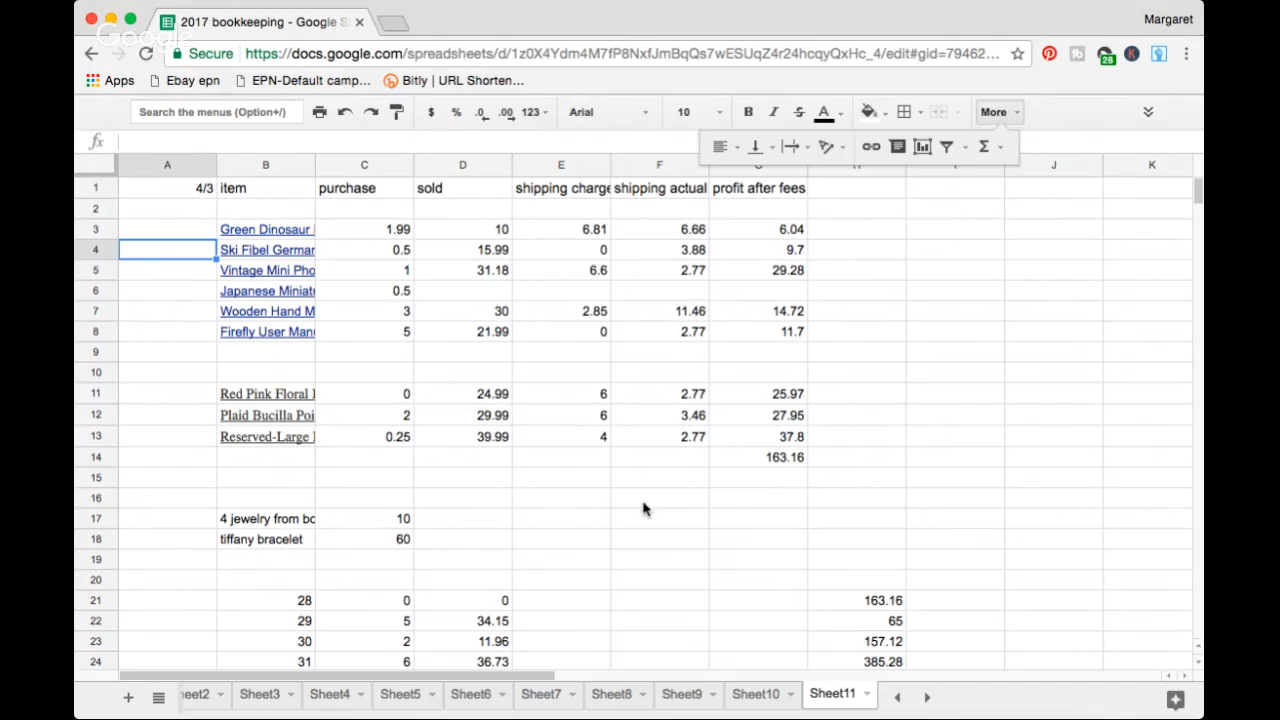 2017 bookkeeping - Google S
Margaret
Google
Secure https://docs.google.com/spreadsheets/d/1z0X4Ydm4M7fP8NxfJmBqQs7wESUqZ4r24hcqyQxHc_4/edit#gid=79462...
28
Apps Ebay epn EPN-Default camp... Bitly | URL Shorten...
Search the menus (Option+/) $ % .0 .00 123 Arial 10 B I S A More
fx Σ
A B C D E F G H I J K
1 4/3 item purchase sold shipping charge shipping actual profit after fees
2
3 Green Dinosaur 1.99 10 6.81 6.66 6.04
4 Ski Fibel German 0.5 15.99 0 3.88 9.7
5 Vintage Mini Pho 1 31.18 6.6 2.77 29.28
6 Japanese Miniat 0.5
7 Wooden Hand M 3 30 2.85 11.46 14.72
8 Firefly User Manu 5 21.99 0 2.77 11.7
9
10
11 Red Pink Floral 0 24.99 6 2.77 25.97
12 Plaid Bucilla Poi 2 29.99 6 3.46 27.95
13 Reserved-Large 0.25 39.99 4 2.77 37.8
14 163.16
15
16
17 4 jewelry from bo 10
18 tiffany bracelet 60
19
20
21 28 0 0 163.16
22 29 5 34.15 65
23 30 2 11.96 157.12
24 31 6 36.73 385.28
+ eet2 Sheet3 Sheet4 Sheet5 Sheet6 Sheet7 Sheet8 Sheet9 Sheet10 Sheet11